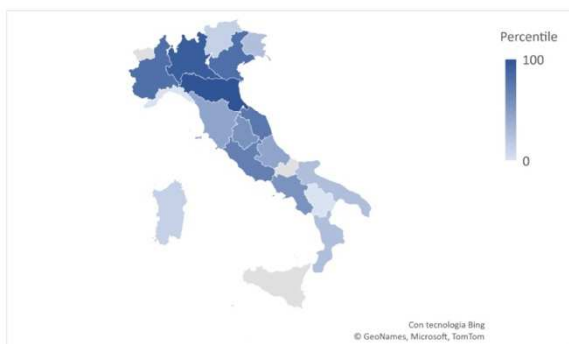 Percentile
100
0
Con tecnologia Bing
© GeoNames, Microsoft, TomTom